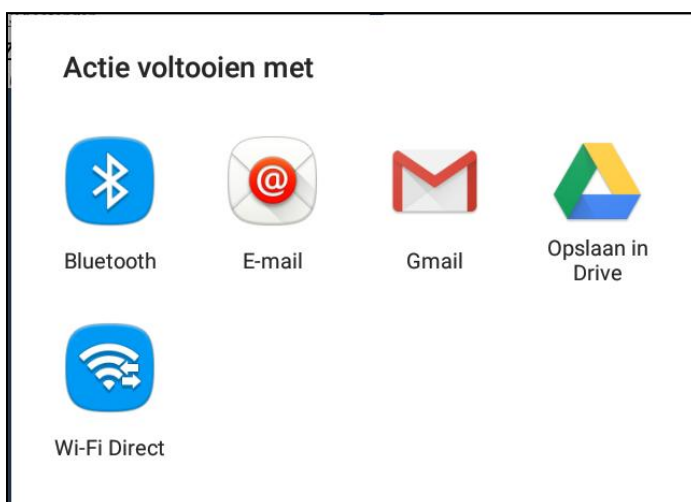 Actie voltooien met
Bluetooth
E-mail
Gmail
Opslaan in
Drive
Wi-Fi Direct